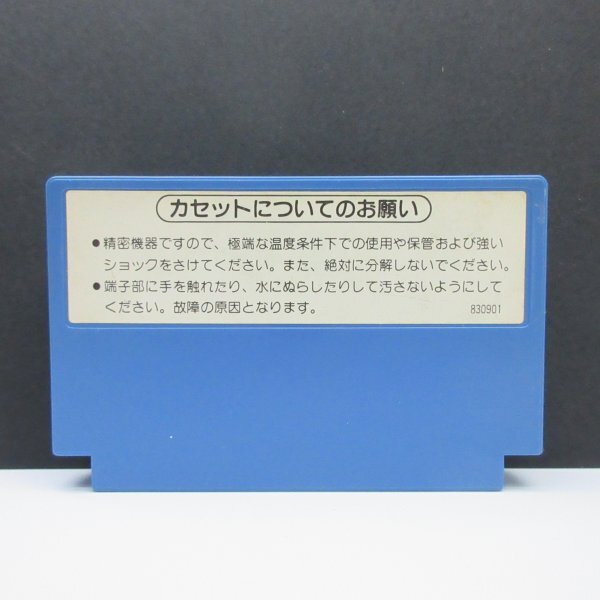 カセットについてのお願い
●精密機器ですので、極端な温度条件下での使用や保管および強い
ショックをさけてください。また、絶対に分解しないでください。
●端子部に手を触れたり、水にぬらしたりして汚さないようにして
ください。故障の原因となります。
830901